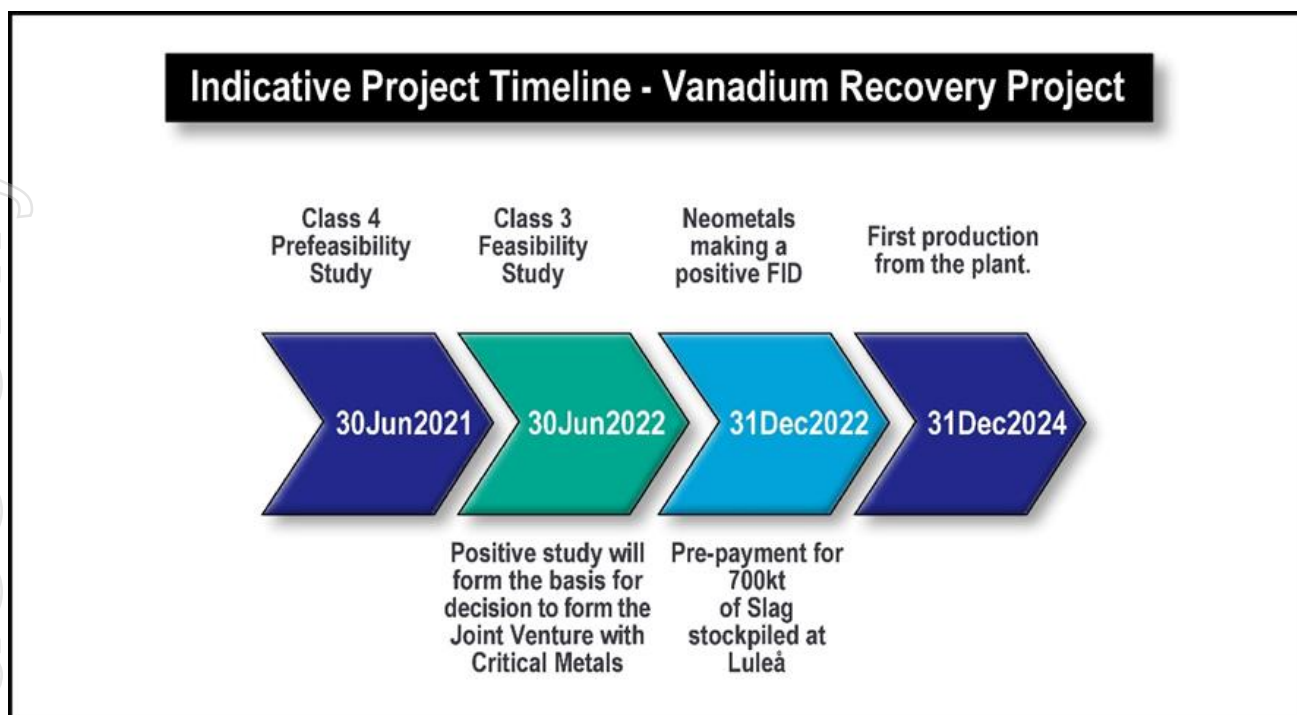 Indicative Project Timeline - Vanadium Recovery Project
Class 4
Prefeasibility
Study
Class 3
Feasibility
Study
Neometals
making a
positive FID
First production
from the plant.
30Jun2021
30Jun2022
31Dec2022
31Dec2024
Positive study will
form the basis for
decision to form the
Joint Venture with
Critical Metals
Pre-payment for
700kt
of Slag
stockpiled at
Luleå